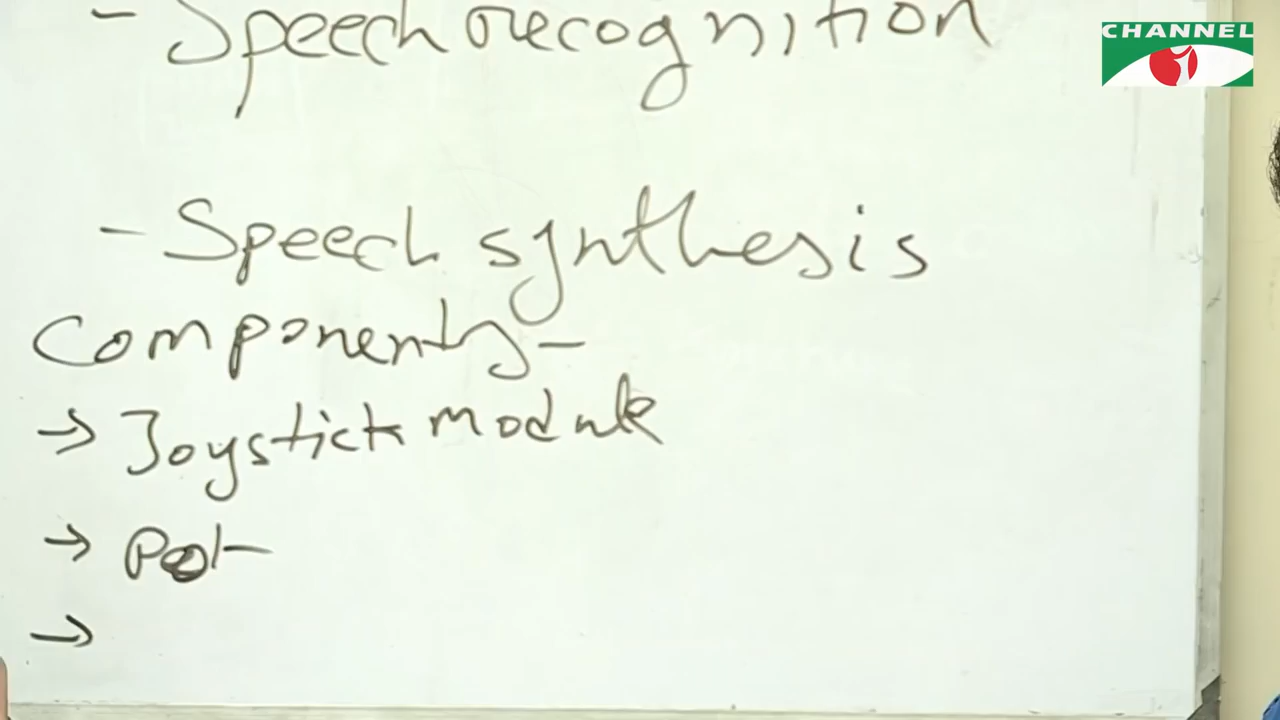 - Speech recognition
CHANNEL i
- Speech synthesis
Components -
→ Joystick module
→ Pot
→